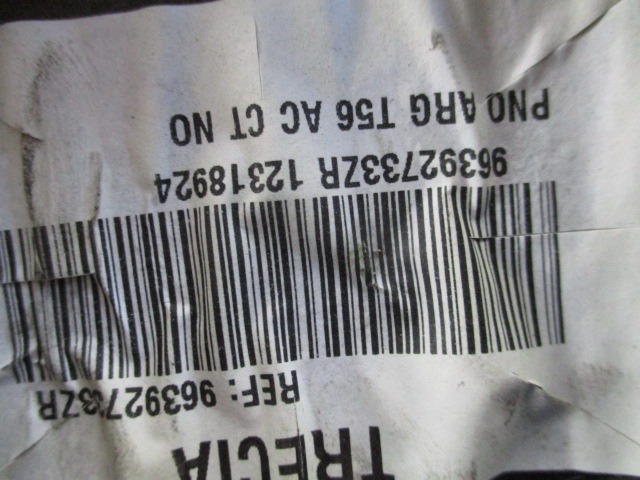 TRECIA
REF: 96392733ZR
96392733ZR 12318924
PNO ARG T56 AC CT NO